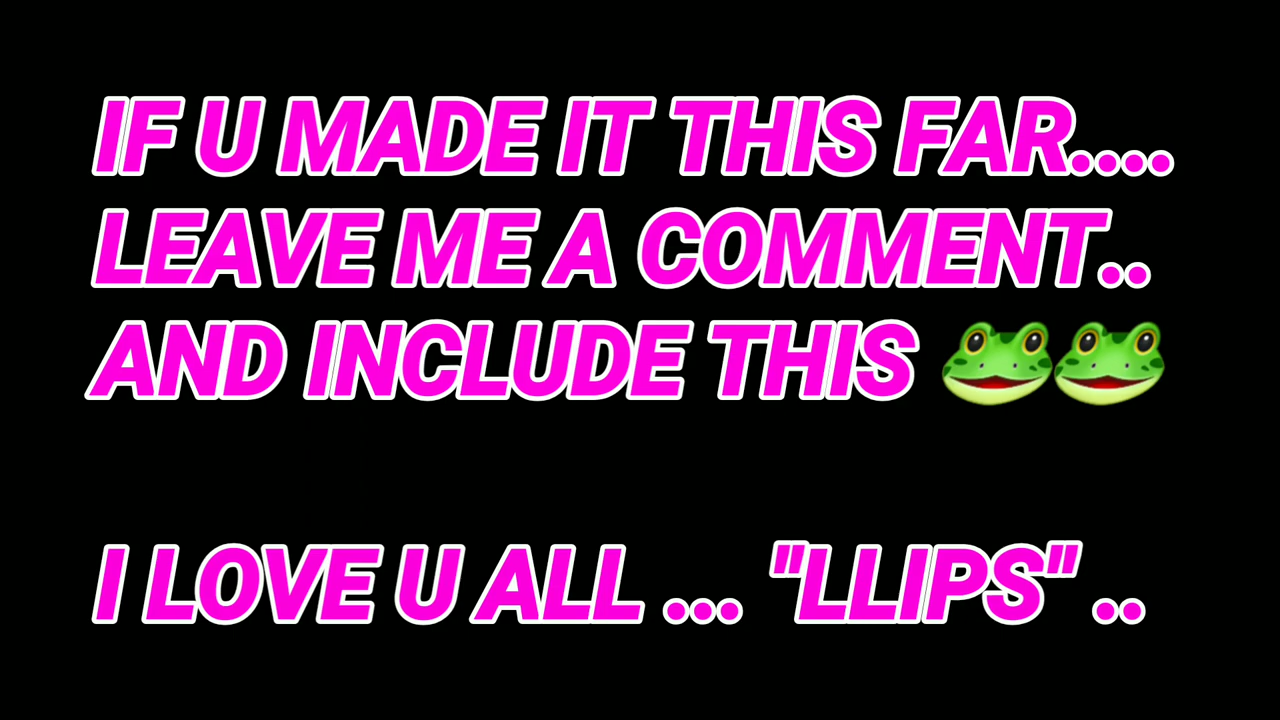 IF U MADE IT THIS FAR....
LEAVE ME A COMMENT..
AND INCLUDE THIS 🐸🐸
I LOVE U ALL ... "LLIPS" ..